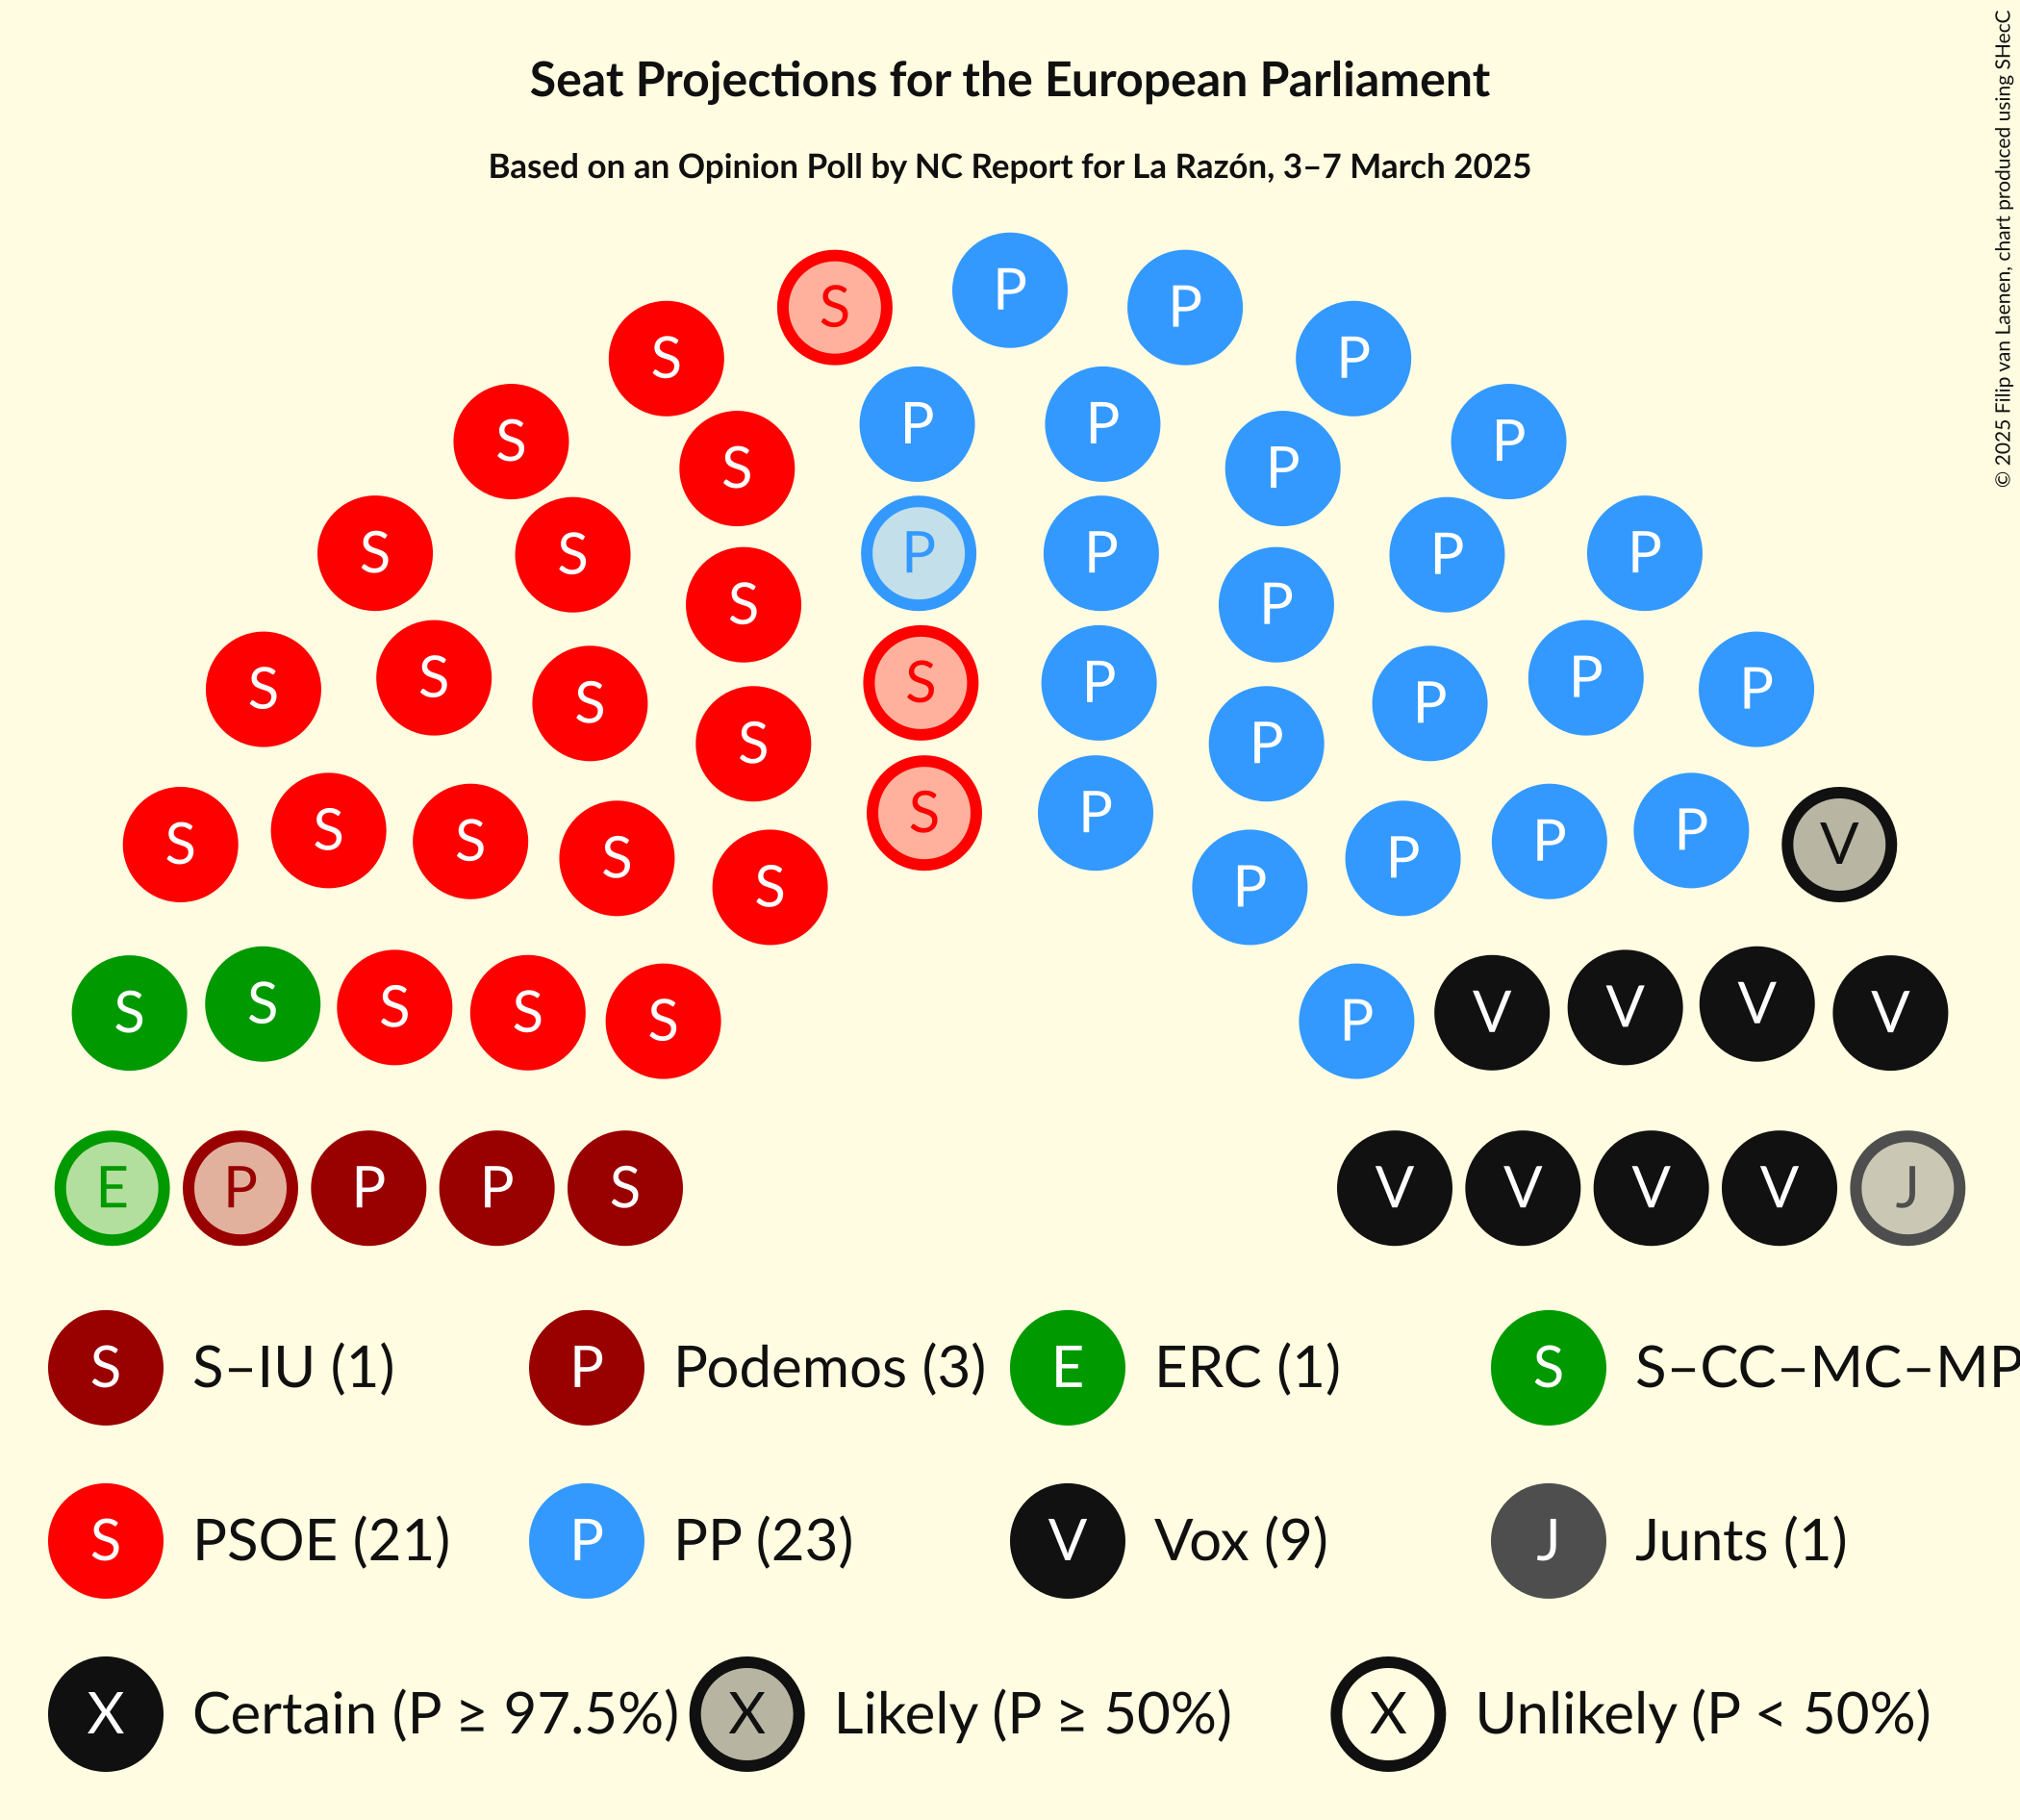 Seat Projections for the European Parliament
Based on an Opinion Poll by NC Report for La Razón, 3–7 March 2025
© 2025 Filip van Laenen, chart produced using SHecC
P
S P
S P
P P
S P
S P
P P
S S P P
S P
S P
S P
S P
S S P P
S P
S P
S P
S S P V
S P
S P
S P
S S S S S P V V V V
E P P P S V V V V J
S S–IU (1) P Podemos (3) E ERC (1) S S–CC–MC–MP
S PSOE (21) P PP (23) V Vox (9) J Junts (1)
X Certain (P ≥ 97.5%) X Likely (P ≥ 50%) X Unlikely (P < 50%)